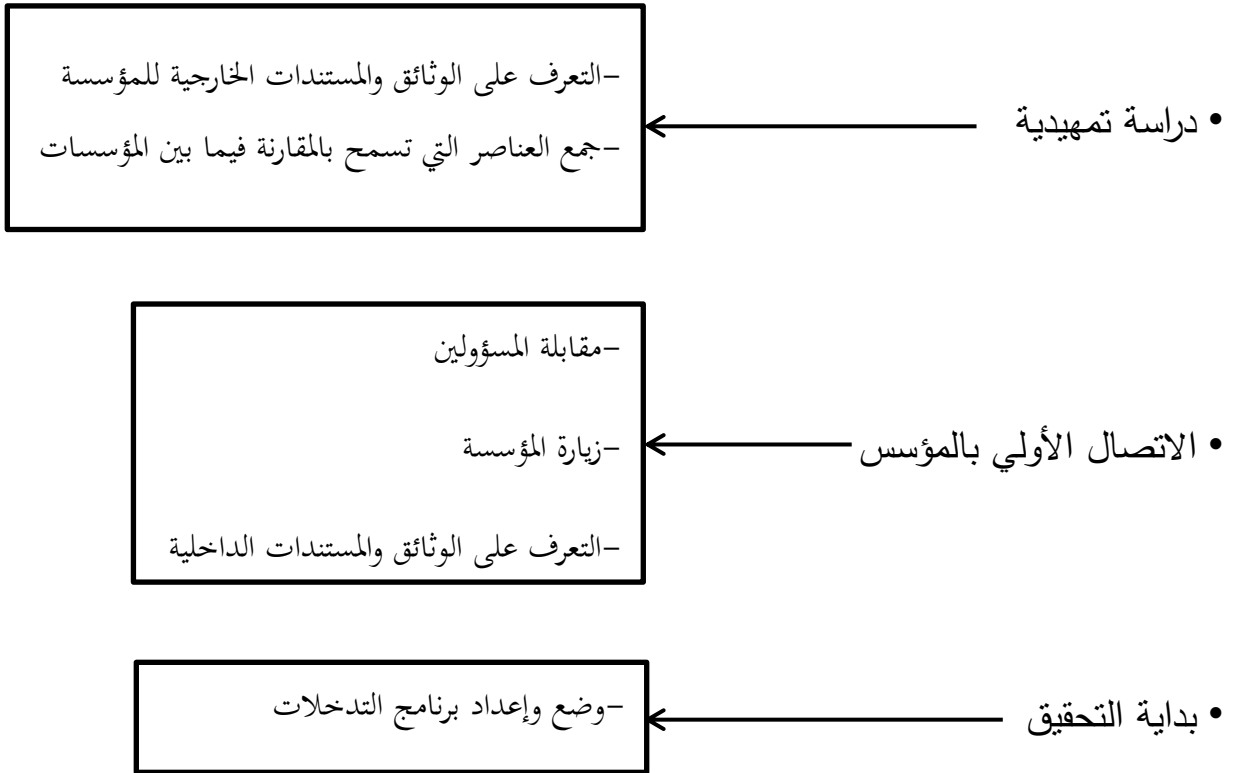 • دراسة تمهيدية
–التعرف على الوثائق والمستندات الخارجية للمؤسسة
–جمع العناصر التي تسمح بالمقارنة فيما بين المؤسسات
• الاتصال الأولي بالمؤسس
–مقابلة المسؤولين
–زيارة المؤسسة
–التعرف على الوثائق والمستندات الداخلية
• بداية التحقيق
–وضع وإعداد برنامج التدخلات